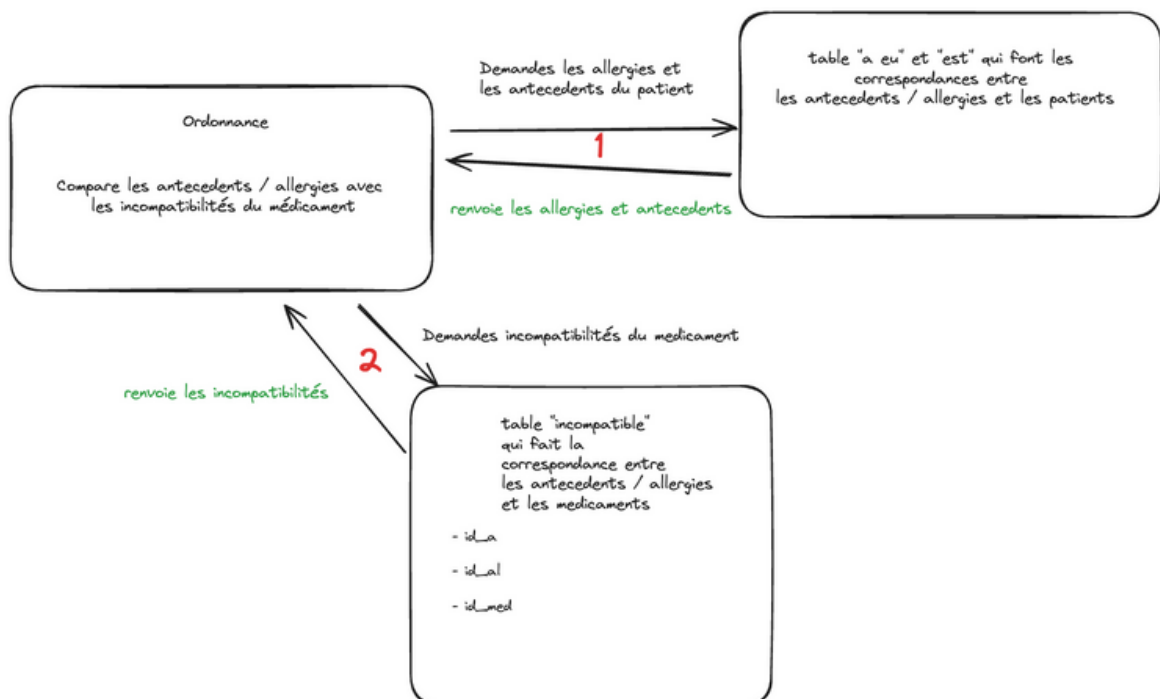 Ordonnance
Compare les antecedents / allergies avec
les incompatibilités du médicament
Demandes les allergies et
les antecedents du patient
1
renvoie les allergies et antecedents
table "a eu" et "est" qui font les
correspondances entre
les antecedents / allergies et les patients
Demandes incompatibilités du medicament
2
renvoie les incompatibilités
table "incompatible"
qui fait la
correspondance entre
les antecedents / allergies
et les medicaments
- id_a
- id_al
- id_med